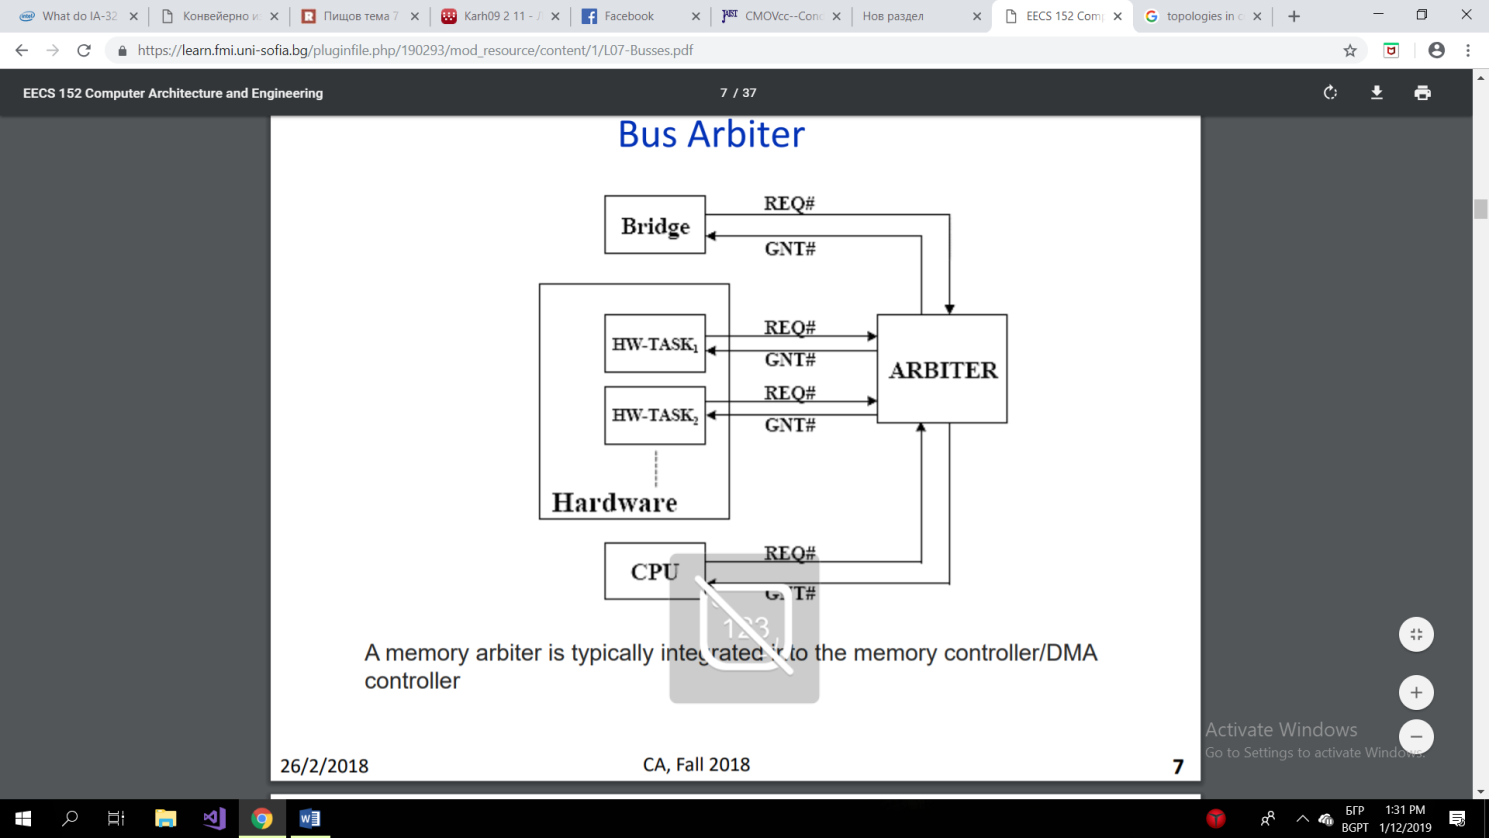 What do IA-32
Конвейерно и
Пищов тема 7
Karh09 2 11 - 
Facebook
CMOVcc--Con
Нов раздел
EECS 152 Com
topologies in
https://learn.fmi.uni-sofia.bg/pluginfile.php/190293/mod_resource/content/1/L07-Busses.pdf
EECS 152 Computer Architecture and Engineering
7 / 37
Bus Arbiter
Bridge
REQ#
GNT#
HW-TASK1
REQ#
GNT#
HW-TASK2
REQ#
GNT#
ARBITER
Hardware
CPU
REQ#
GNT#
123
A memory arbiter is typically integrated into the memory controller/DMA
controller
26/2/2018
CA, Fall 2018
7
Activate Windows
Go to Settings to activate Windows.
БГР
BGPT
1:31 PM
1/12/2019